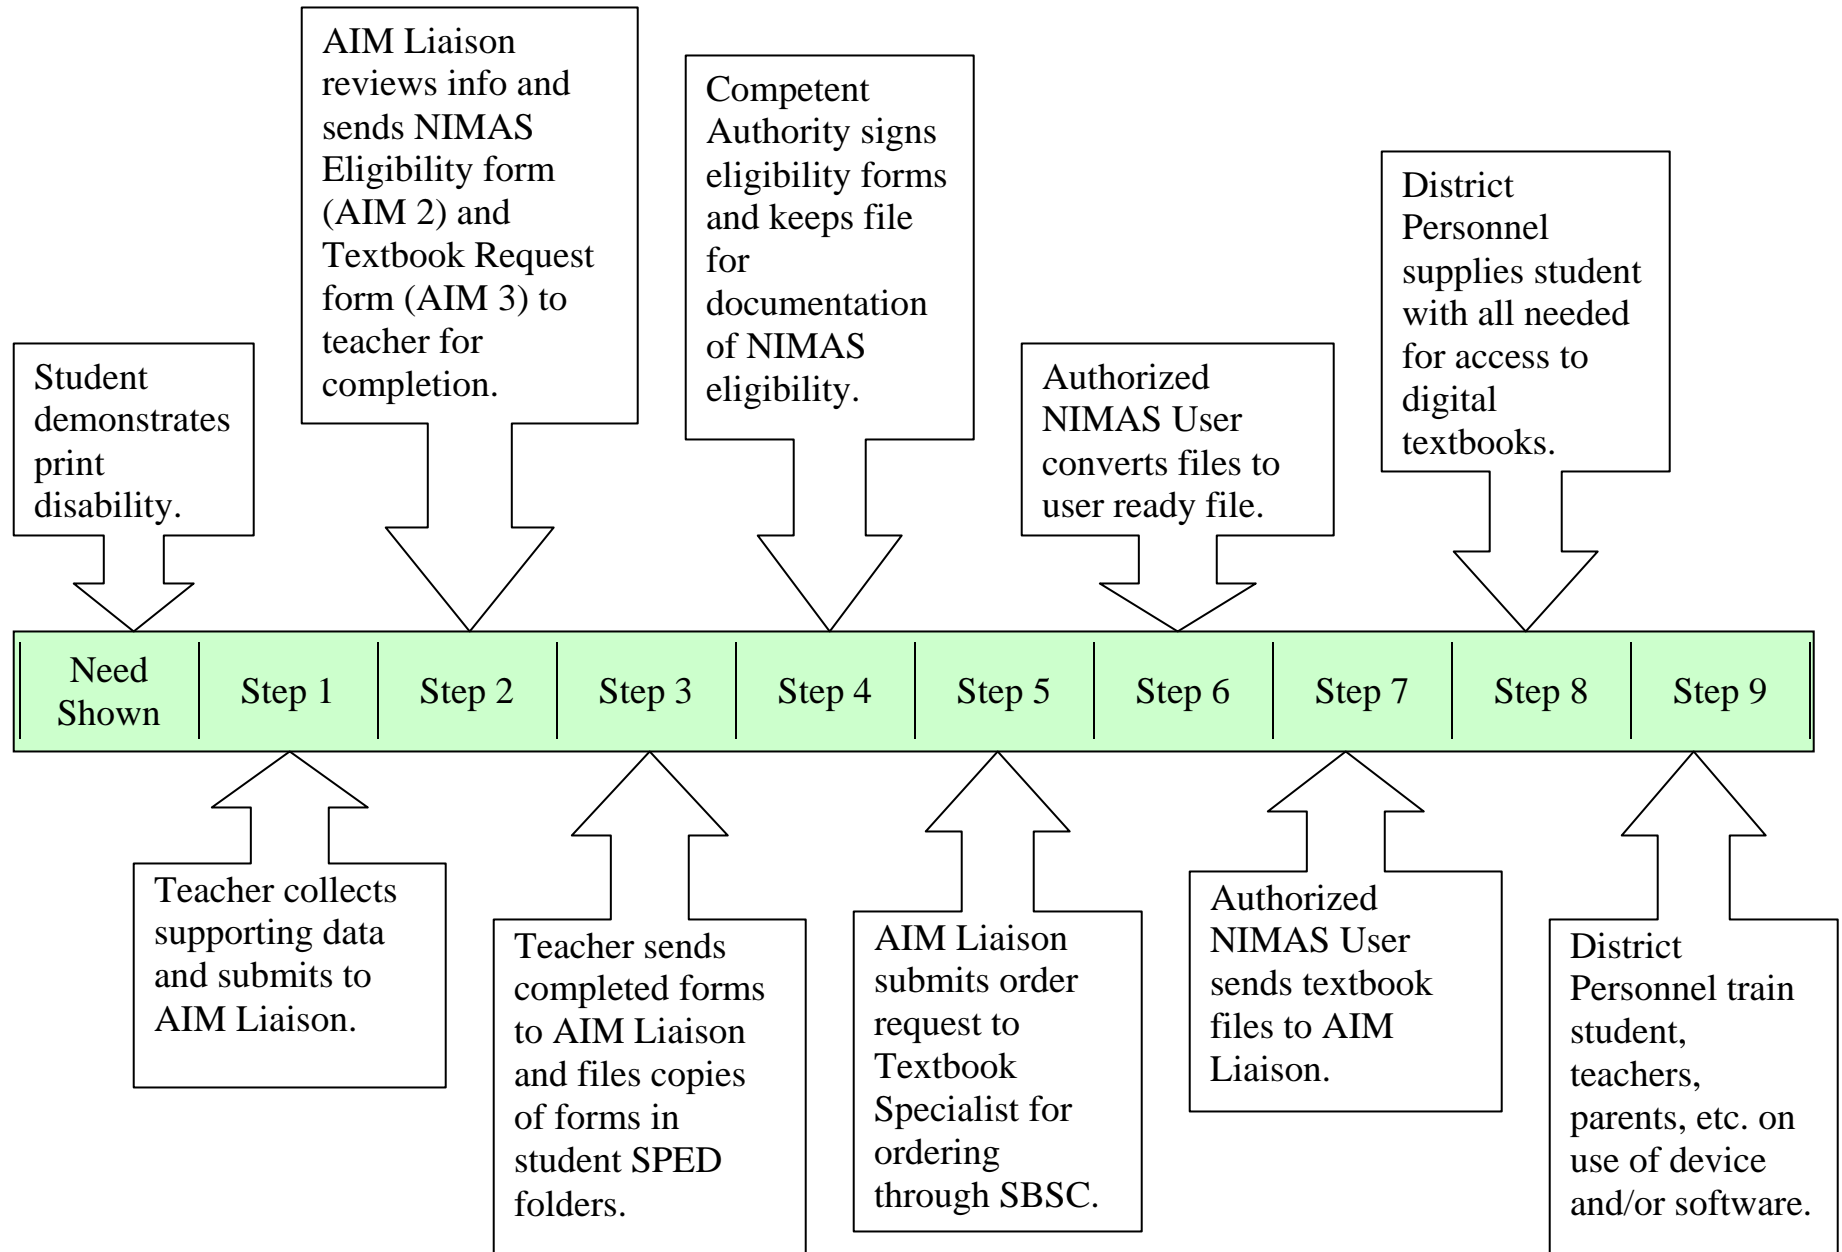 AIM Liaison
reviews info and
sends NIMAS
Eligibility form
(AIM 2) and
Textbook Request
form (AIM 3) to
teacher for
completion.
Competent
Authority signs
eligibility forms
and keeps file
for
documentation
of NIMAS
eligibility.
District
Personnel
supplies student
with all needed
for access to
digital
textbooks.
Student
demonstrates
print
disability.
Authorized
NIMAS User
converts files to
user ready file.
Need
Shown
Step 1
Step 2
Step 3
Step 4
Step 5
Step 6
Step 7
Step 8
Step 9
Teacher collects
supporting data
and submits to
AIM Liaison.
Teacher sends
completed forms
to AIM Liaison
and files copies
of forms in
student SPED
folders.
AIM Liaison
submits order
request to
Textbook
Specialist for
ordering
through SBSC.
Authorized
NIMAS User
sends textbook
files to AIM
Liaison.
District
Personnel train
student,
teachers,
parents, etc. on
use of device
and/or software.